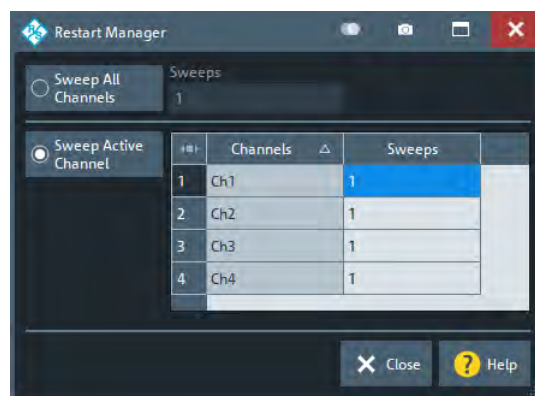 Restart Manager
Sweep All
Channels
Sweeps
1
Sweep Active
Channel
Channels Sweeps
1 Ch1 1
2 Ch2 1
3 Ch3 1
4 Ch4 1
Close
? Help